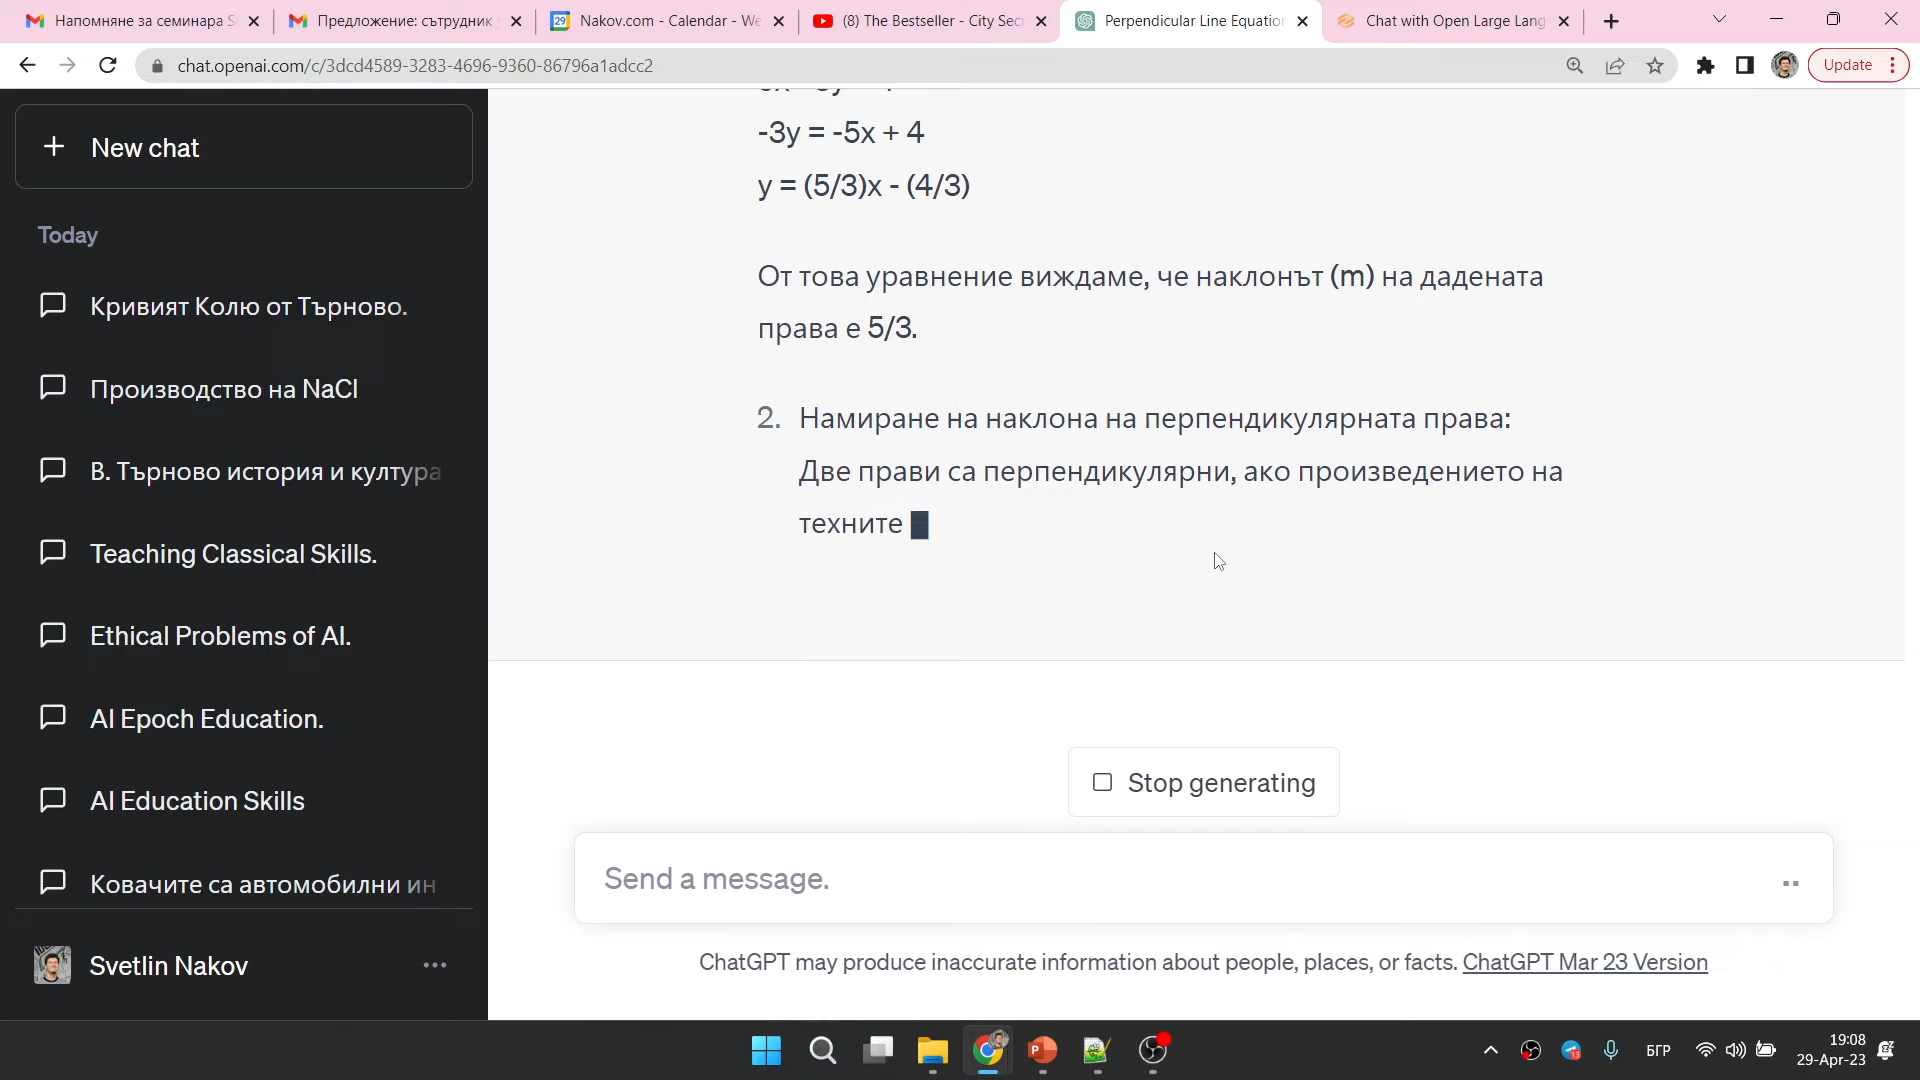 Напомняне за семинара S
Предложение: сътрудник
Nakov.com - Calendar - We
(8) The Bestseller - City Sec
Perpendicular Line Equation
Chat with Open Large Lang
chat.openai.com/c/3dcd4589-3283-4696-9360-86796a1adcc2
Update
New chat
Today
Кривият Колю от Търново.
Производство на NaCl
В. Търново история и култура
Teaching Classical Skills.
Ethical Problems of AI.
AI Epoch Education.
AI Education Skills
Ковачите са автомобилни ин
Svetlin Nakov
-3y = -5x + 4
y = (5/3)x - (4/3)
От това уравнение виждаме, че наклонът (m) на дадената
права е 5/3.
2. Намиране на наклона на перпендикулярната права:
Две прави са перпендикулярни, ако произведението на
техните
Stop generating
Send a message.
ChatGPT may produce inaccurate information about people, places, or facts. ChatGPT Mar 23 Version
БГР
19:08
29-Apr-23